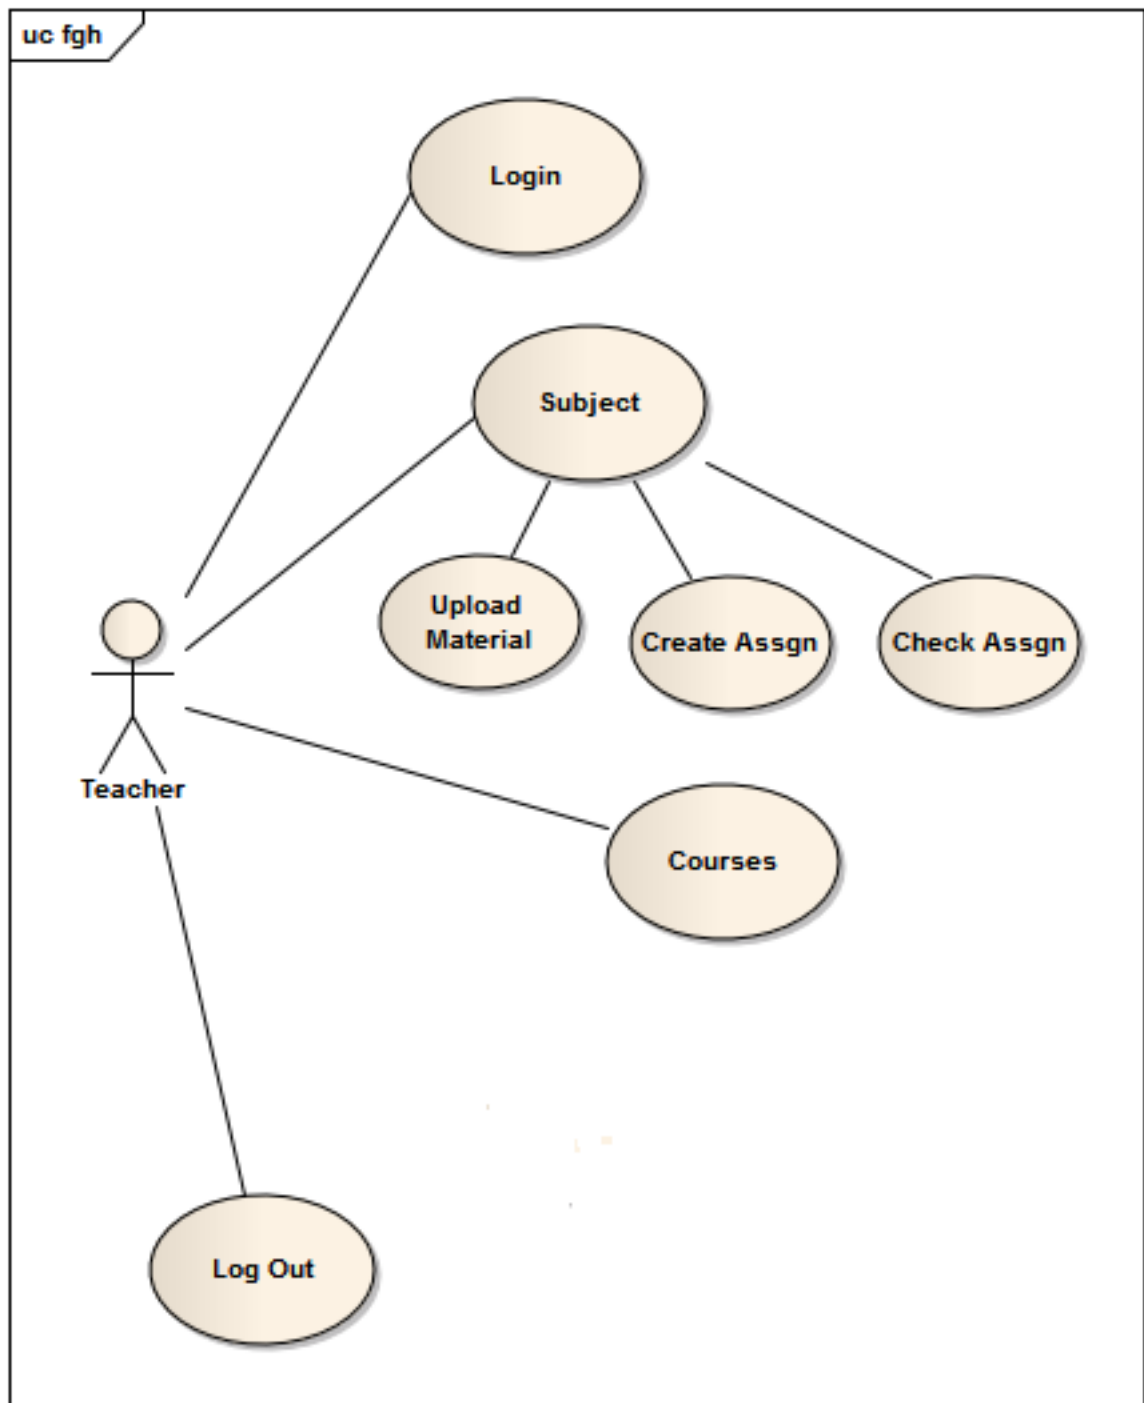 uc fgh
Login
Subject
Upload
Material
Create Assgn
Check Assgn
Teacher
Courses
Log Out